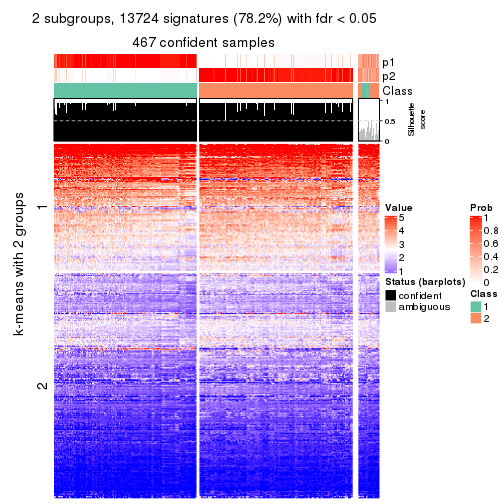 2 subgroups, 13724 signatures (78.2%) with fdr < 0.05
467 confident samples
p1
p2
Class
1
0.5
0
Silhouette
score
k-means with 2 groups
1
2
Value
5
4
3
2
1
Status (barplots)
confident
ambiguous
Prob
1
0.8
0.6
0.4
0.2
0
Class
1
2